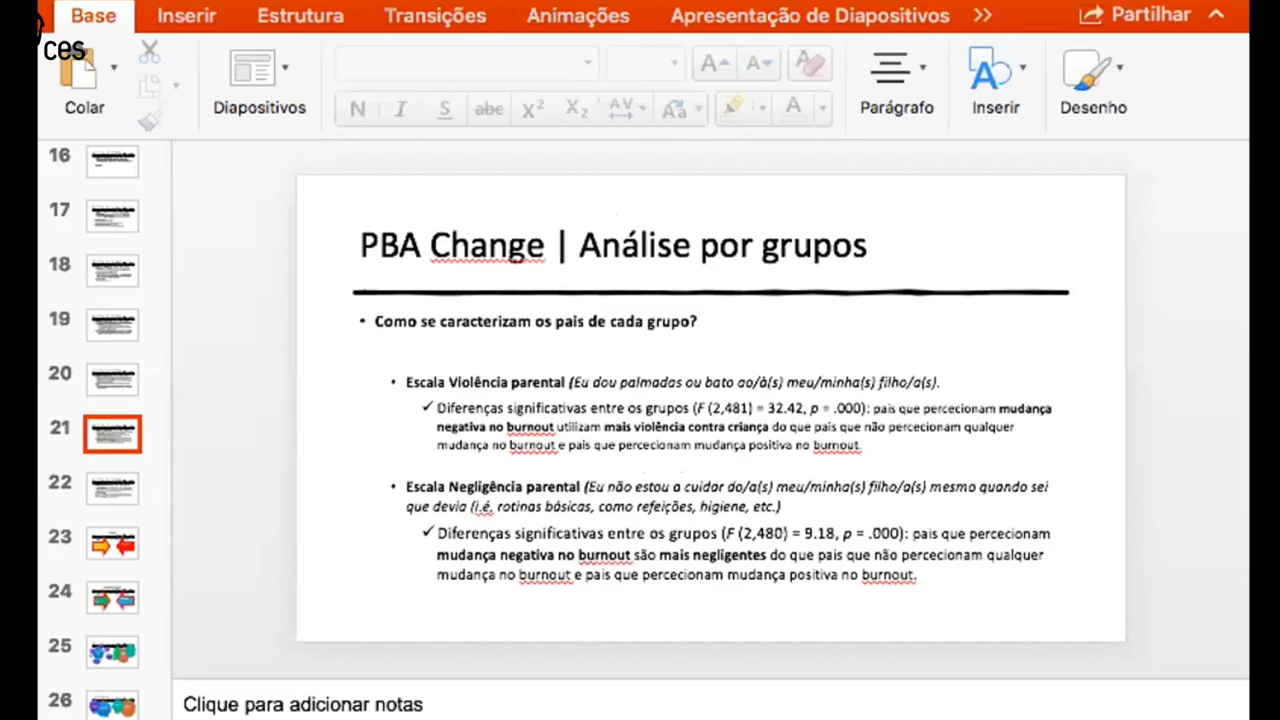 Base Inserir Estrutura Transições Animações Apresentação de Diapositivos >> Partilhar
ces
Colar Diapositivos N I S abc X² X₂ AV Aa A Parágrafo Inserir Desenho
16
17
18
19
20
21
22
23
24
25
26
PBA Change | Análise por grupos
• Como se caracterizam os pais de cada grupo?
• Escala Violência parental (Eu dou palmadas ou bato ao/à(s) meu/minha(s) filho/a(s).
✓ Diferenças significativas entre os grupos (F (2,481) = 32.42, p = .000): pais que percecionam mudança
negativa no burnout utilizam mais violência contra criança do que pais que não percecionam qualquer
mudança no burnout e pais que percecionam mudança positiva no burnout.
• Escala Negligência parental (Eu não estou a cuidar do/a(s) meu/minha(s) filho/a(s) mesmo quando sei
que devia (i.é, rotinas básicas, como refeições, higiene, etc.)
✓ Diferenças significativas entre os grupos (F (2,480) = 9.18, p = .000): pais que percecionam
mudança negativa no burnout são mais negligentes do que pais que não percecionam qualquer
mudança no burnout e pais que percecionam mudança positiva no burnout.
Clique para adicionar notas